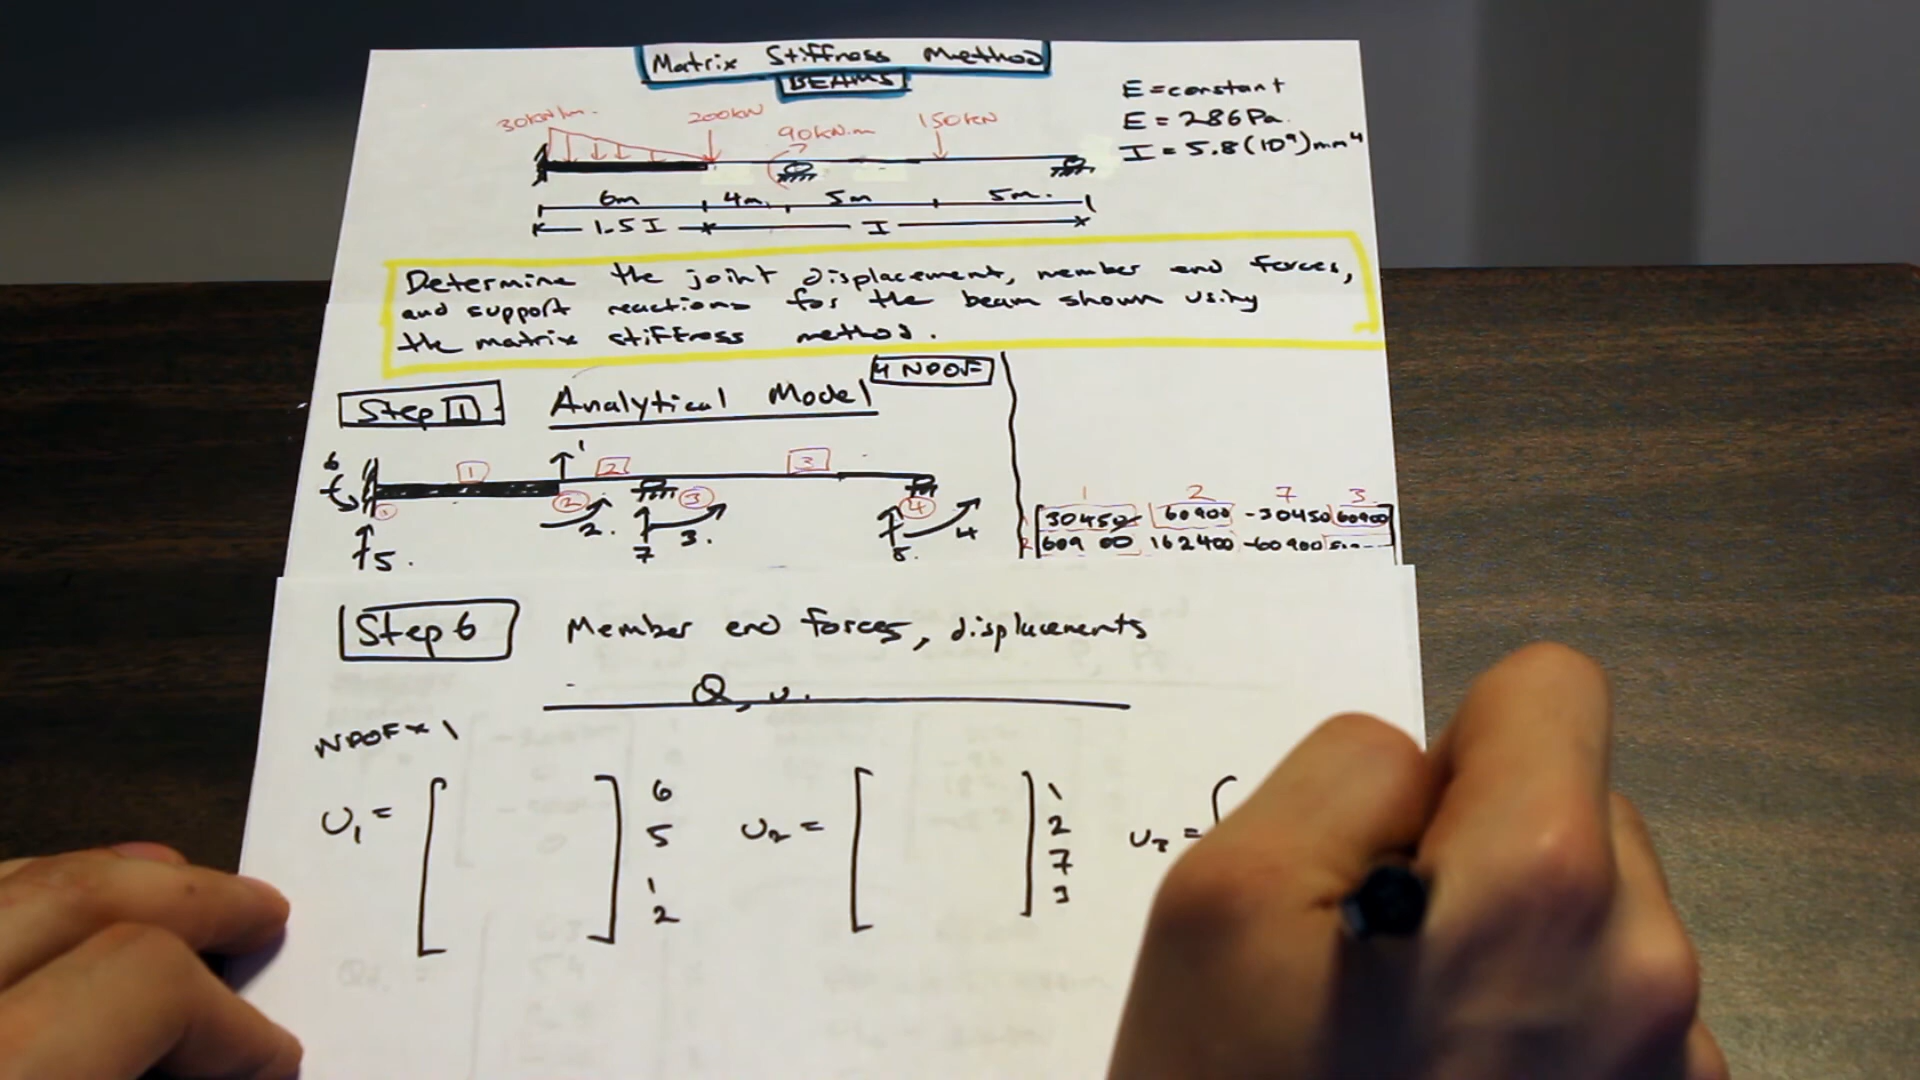 Matrix Stiffness Method
BEAMS
E = constant
E = 28GPa.
I = 5.8(10⁹)mm⁴
30kN/m.
200kN
90kN.m
150kN
6m
4m
5m
5m.
1.5I
I
Determine the joint displacement, member end forces,
and support reactions for the beam shown using
the matrix stiffness method.
Step 1
Analytical Model
4 NDOF
6
1
1
2
3
2
2.
3
3.
4
4
5.
7
8.
1 2 7 3
30450 60900 -30450 60900
60900 162400 -60900
Step 6
Member end forces, displacements
Q, u.
NDOF x 1
U₁ =
6
5
1
2
U₂ =
1
2
7
3
U₃ =